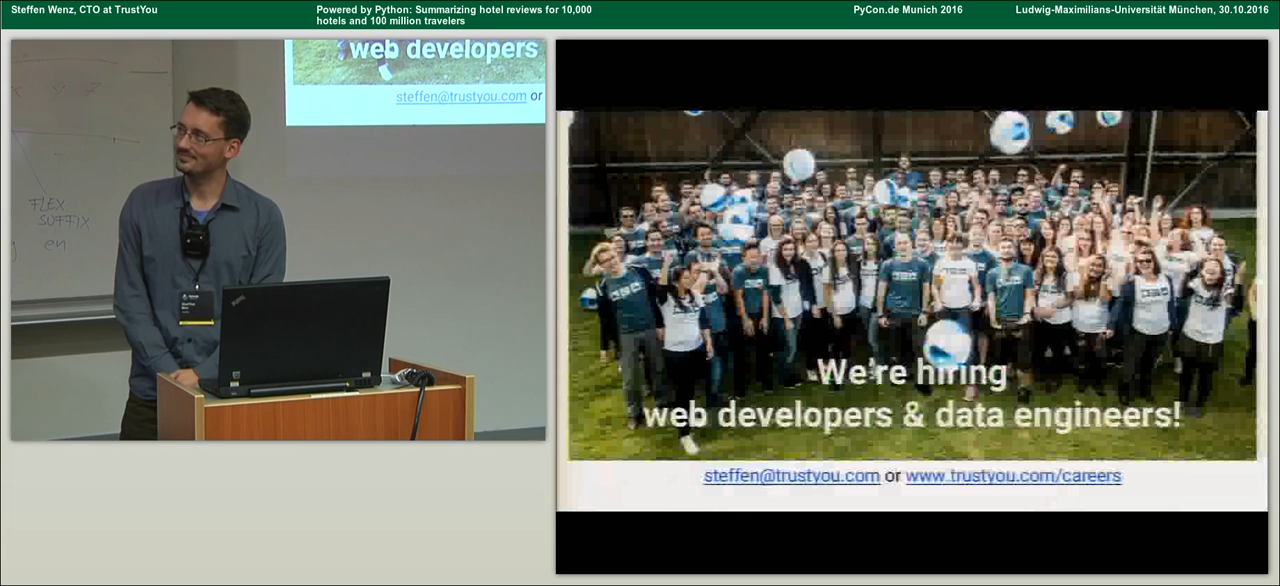 Steffen Wenz, CTO at TrustYou
Powered by Python: Summarizing hotel reviews for 10,000
hotels and 100 million travelers
PyCon.de Munich 2016
Ludwig-Maximilians-Universität München, 30.10.2016
web developers
steffen@trustyou.com or
FLEX
SUFFIX
en
We're hiring
web developers & data engineers!
steffen@trustyou.com or www.trustyou.com/careers